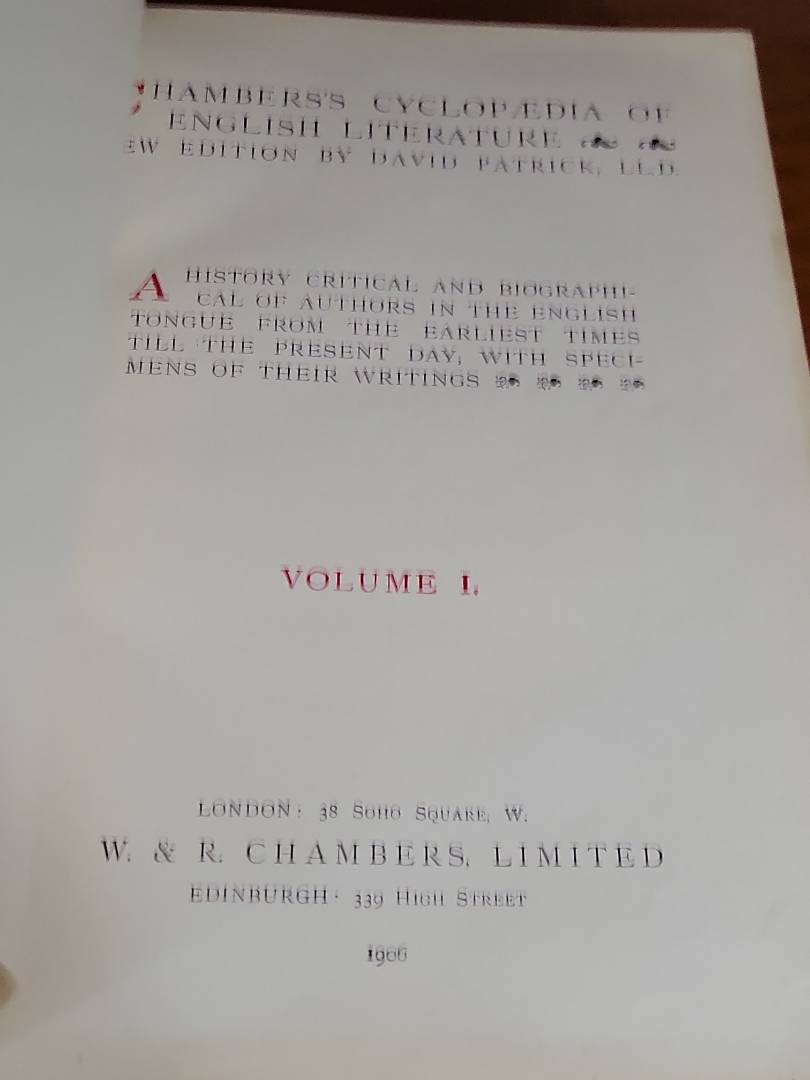 CHAMBERS'S CYCLOPÆDIA OF
ENGLISH LITERATURE
EW EDITION BY DAVID PATRICK, LL.D.
A HISTORY CRITICAL AND BIOGRAPHI-
CAL OF AUTHORS IN THE ENGLISH
TONGUE FROM THE EARLIEST TIMES
TILL THE PRESENT DAY, WITH SPECI-
MENS OF THEIR WRITINGS
VOLUME I.
LONDON: 38 SOHO SQUARE, W.
W. & R. CHAMBERS, LIMITED
EDINBURGH: 339 HIGH STREET
1906